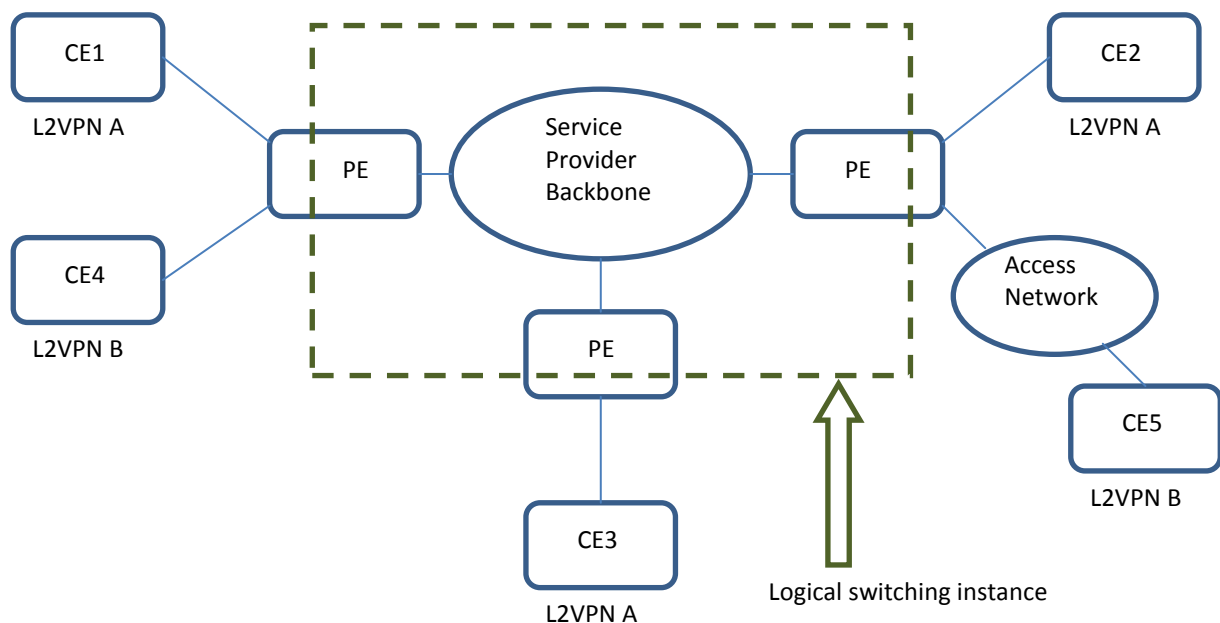 CE1
L2VPN A
CE2
L2VPN A
Service
Provider
Backbone
PE
PE
CE4
L2VPN B
Access
Network
PE
CE5
L2VPN B
CE3
L2VPN A
Logical switching instance